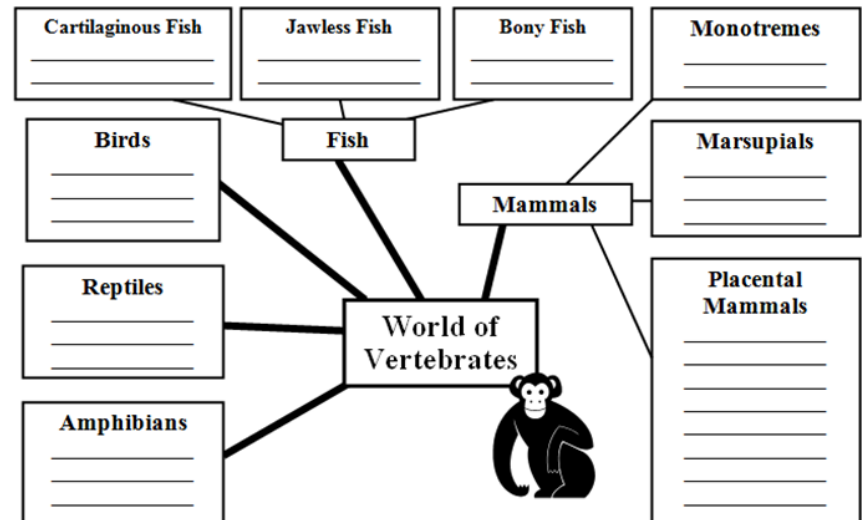 Cartilaginous Fish
Jawless Fish
Bony Fish
Monotremes
Birds
Fish
Marsupials
Mammals
Reptiles
Placental
Mammals
World of
Vertebrates
Amphibians